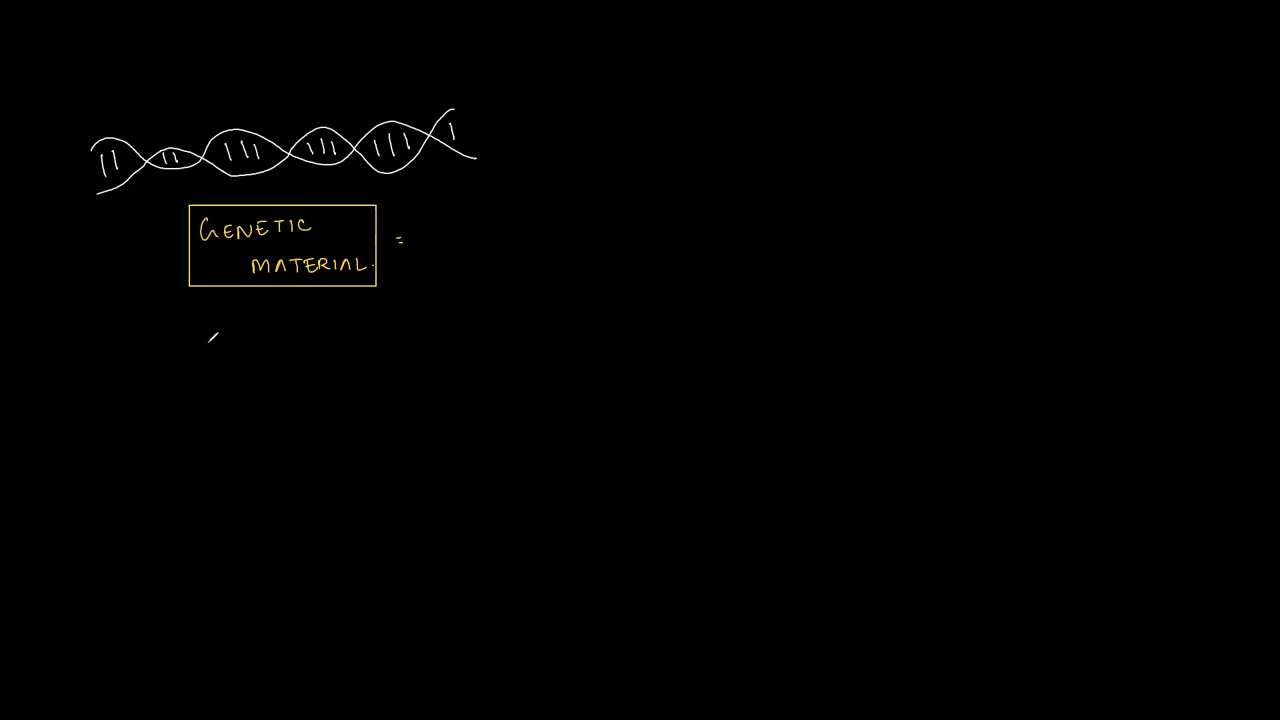 GENETIC =
MATERIAL.